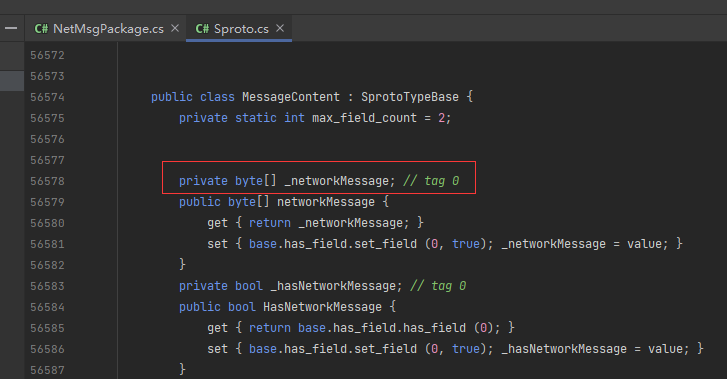 C# NetMsgPackage.cs × C# Sproto.cs ×
56572
56573
56574 public class MessageContent : SprotoTypeBase {
56575 private static int max_field_count = 2;
56576
56577
56578 private byte[] _networkMessage; // tag 0
56579 public byte[] networkMessage {
56580 get { return _networkMessage; }
56581 set { base.has_field.set_field (0, true); _networkMessage = value; }
56582 }
56583 private bool _hasNetworkMessage; // tag 0
56584 public bool HasNetworkMessage {
56585 get { return base.has_field.has_field (0); }
56586 set { base.has_field.set_field (0, true); _hasNetworkMessage = value; }
56587 }